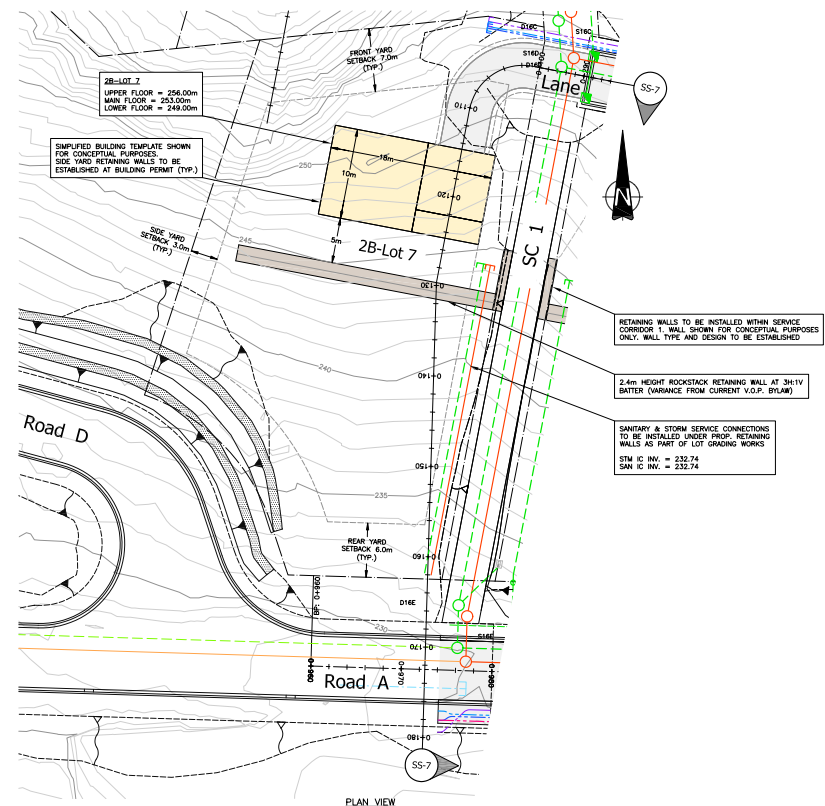 D16C
S16C
S16D
D16D
0+100
0+090
Lane
SS-7
FRONT YARD
SETBACK 7.0m
(TYP.)
2B-LOT 7
UPPER FLOOR = 256.00m
MAIN FLOOR = 253.00m
LOWER FLOOR = 249.00m
0+110
SIMPLIFIED BUILDING TEMPLATE SHOWN
FOR CONCEPTUAL PURPOSES.
SIDE YARD RETAINING WALLS TO BE
ESTABLISHED AT BUILDING PERMIT (TYP.)
250
18m
10m
0+120
N
SIDE YARD
SETBACK 3.0m
(TYP.)
245
5m
2B-Lot 7
SC 1
0+130
RETAINING WALLS TO BE INSTALLED WITHIN SERVICE
CORRIDOR 1. WALL SHOWN FOR CONCEPTUAL PURPOSES
ONLY. WALL TYPE AND DESIGN TO BE ESTABLISHED
240
0+140
2.4m HEIGHT ROCKSTACK RETAINING WALL AT 3H:1V
BATTER (VARIANCE FROM CURRENT V.O.P. BYLAW)
Road D
SANITARY & STORM SERVICE CONNECTIONS
TO BE INSTALLED UNDER PROP. RETAINING
WALLS AS PART OF LOT GRADING WORKS
STM IC INV. = 232.74
SAN IC INV. = 232.74
0+150
235
REAR YARD
SETBACK 6.0m
(TYP.)
0+160
BP: 0+960
D16E
230
S16E
0+170
0+960
0+970
0+980
Road A
0+180
SS-7
PLAN VIEW